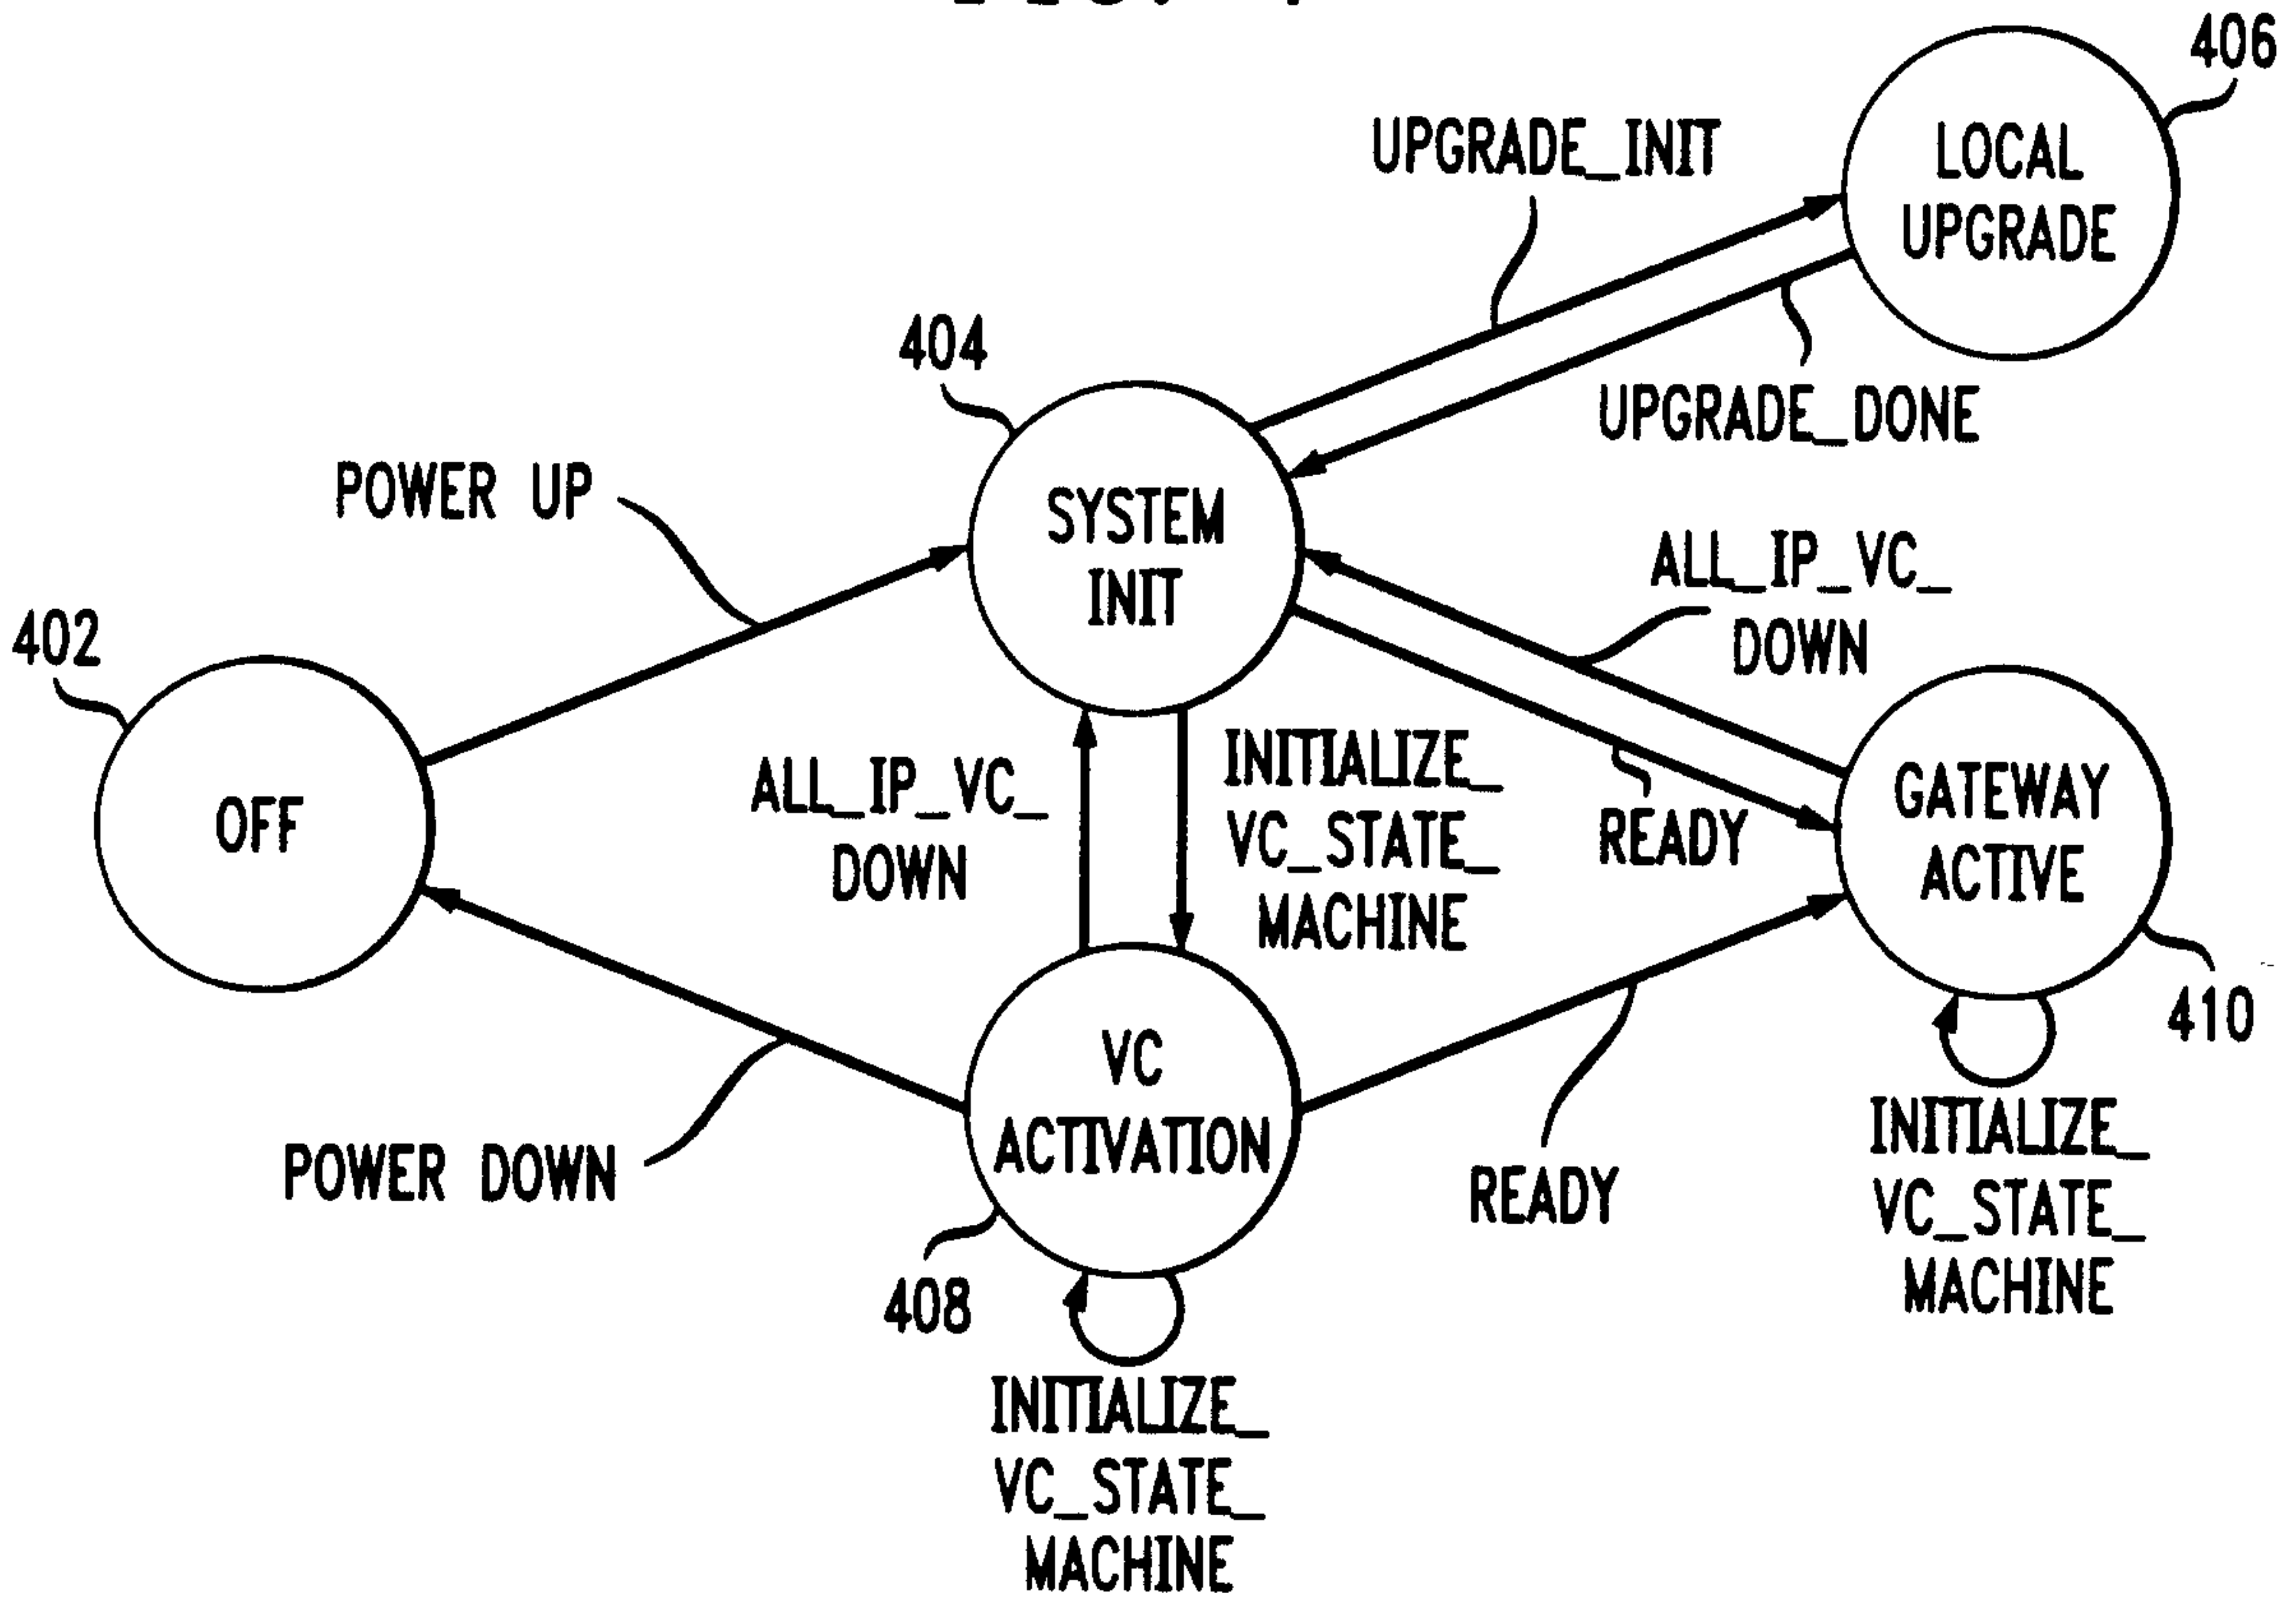 406
UPGRADE_INIT
LOCAL
UPGRADE
404
UPGRADE_DONE
POWER UP
SYSTEM
INIT
ALL_IP_VC_
DOWN
402
OFF
ALL_IP_VC_
DOWN
INITIALIZE_
VC_STATE_
MACHINE
READY
GATEWAY
ACTIVE
410
VC
ACTIVATION
POWER DOWN
READY
INITIALIZE_
VC_STATE_
MACHINE
408
INITIALIZE_
VC_STATE_
MACHINE